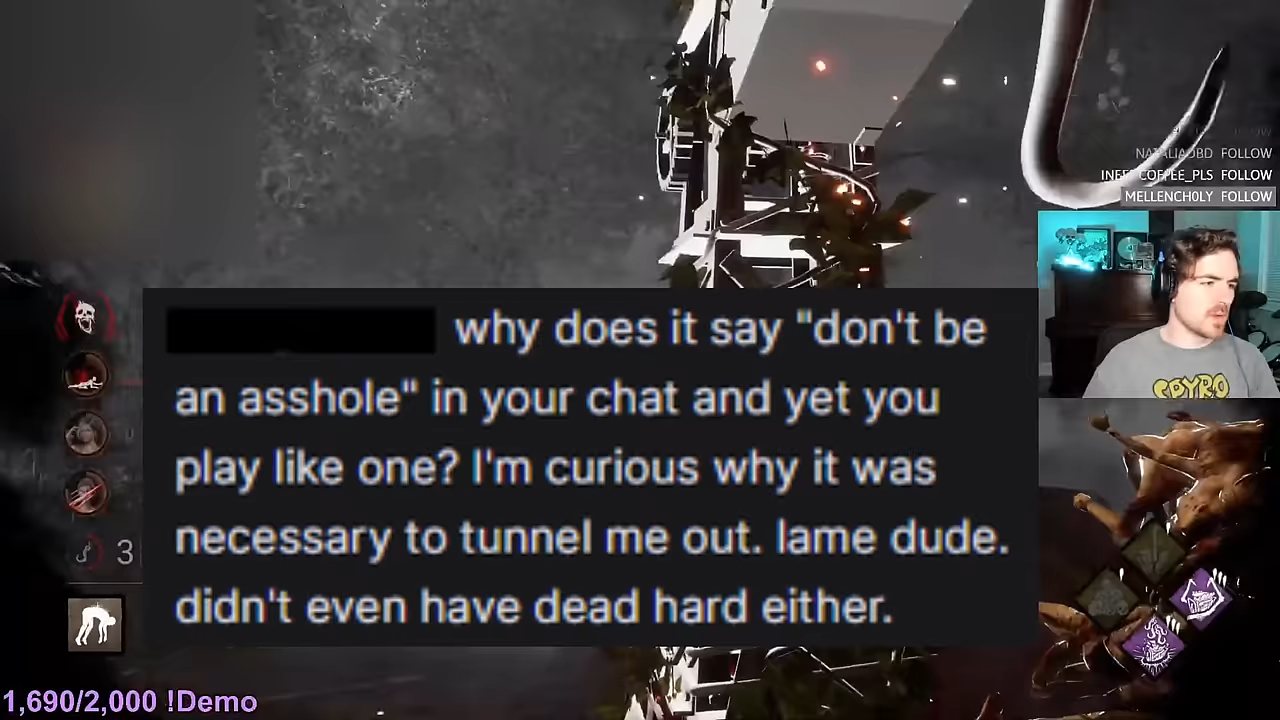 NATALIADBD FOLLOW
COFFEE_PLS FOLLOW
MELLENCH0LY FOLLOW
SPYRO
why does it say "don't be
an asshole" in your chat and yet you
play like one? I'm curious why it was
necessary to tunnel me out. lame dude.
didn't even have dead hard either.
3
1,690/2,000 !Demo